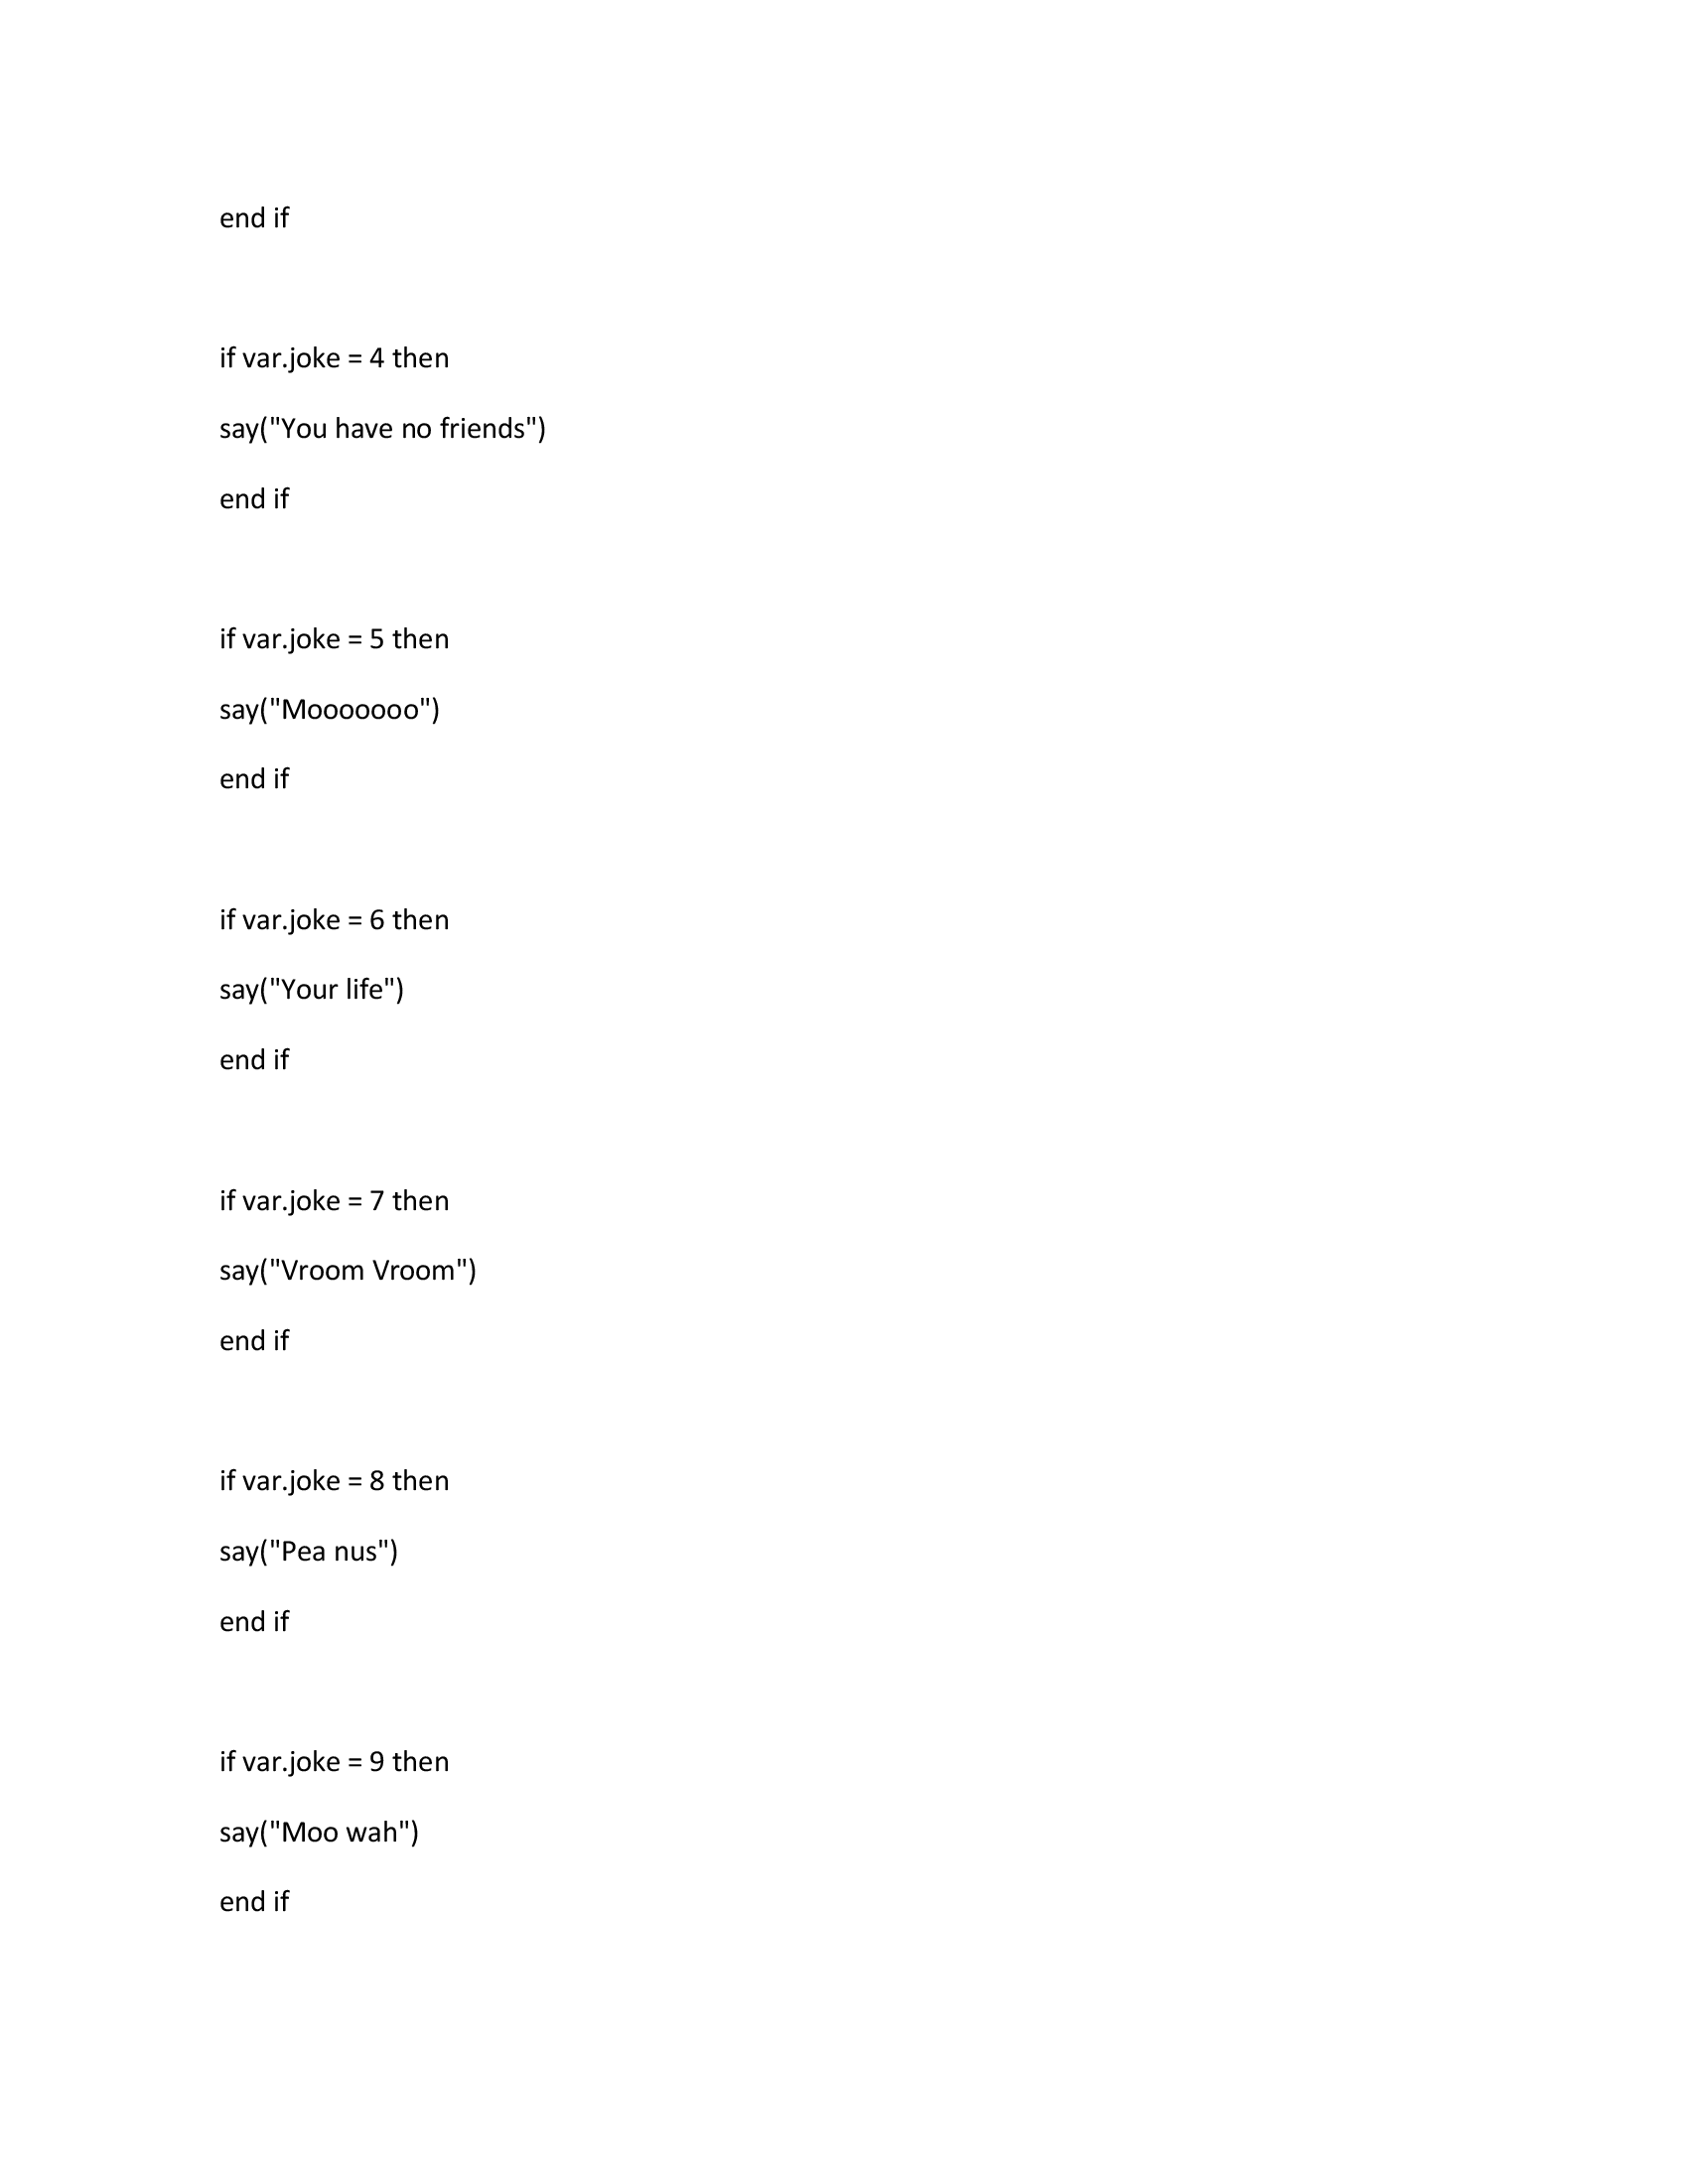 end if
if var.joke = 4 then
say("You have no friends")
end if
if var.joke = 5 then
say("Mooooooo")
end if
if var.joke = 6 then
say("Your life")
end if
if var.joke = 7 then
say("Vroom Vroom")
end if
if var.joke = 8 then
say("Pea nus")
end if
if var.joke = 9 then
say("Moo wah")
end if